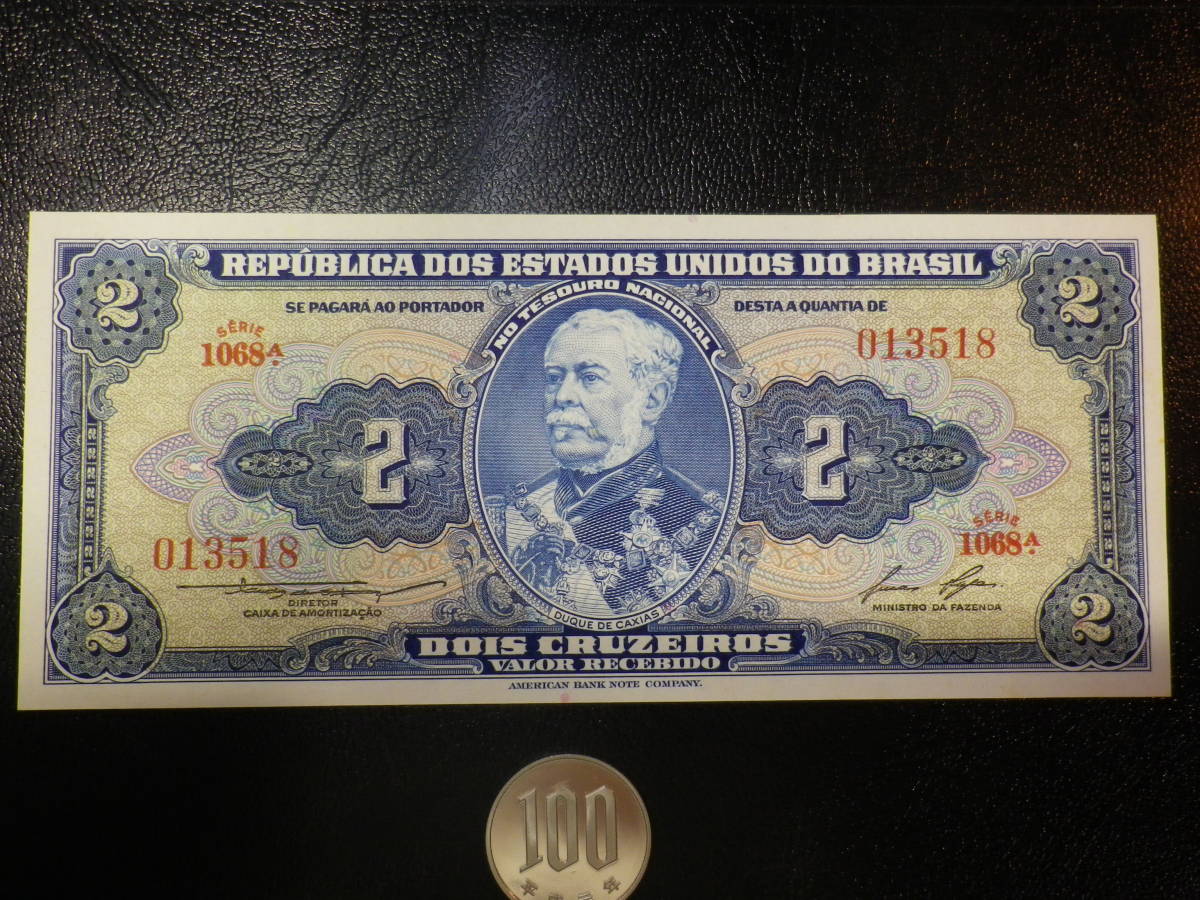 REPÚBLICA DOS ESTADOS UNIDOS DO BRASIL
2
2
SE PAGARÁ AO PORTADOR
NO TESOURO NACIONAL
DESTA A QUANTIA DE
SÉRIE
1068A.
013518
2
2
013518
SÉRIE
1068A.
DIRETOR
CAIXA DE AMORTIZAÇÃO
MINISTRO DA FAZENDA
DUQUE DE CAXIAS
2
2
DOIS CRUZEIROS
VALOR RECEBIDO
AMERICAN BANK NOTE COMPANY.
100